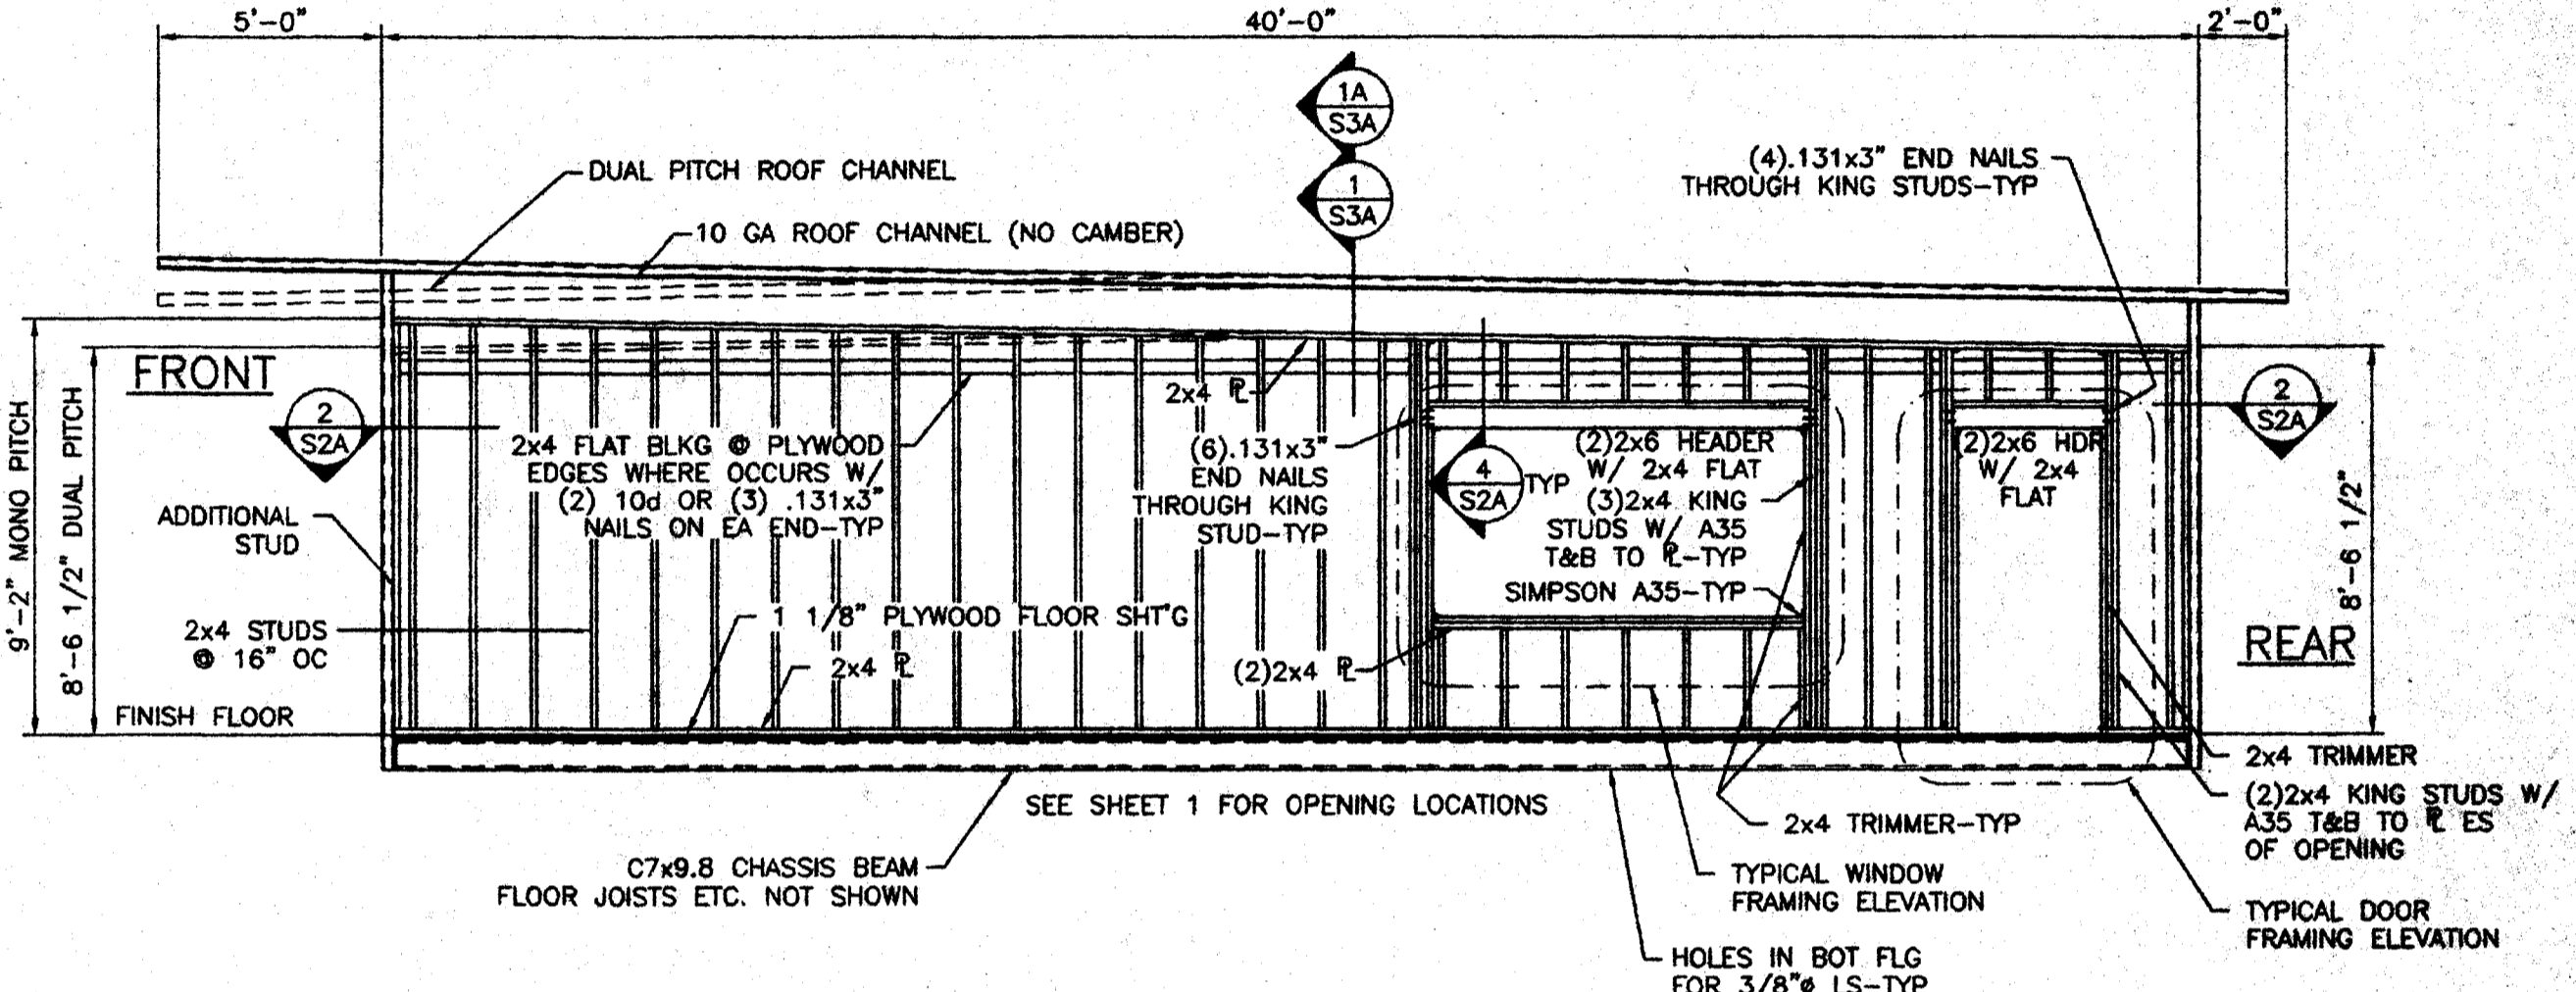 5'-0"
40'-0"
2'-0"
1A
S3A
1
S3A
DUAL PITCH ROOF CHANNEL
10 GA ROOF CHANNEL (NO CAMBER)
(4).131x3" END NAILS
THROUGH KING STUDS-TYP
FRONT
2
S2A
9'-2" MONO PITCH
8'-6 1/2" DUAL PITCH
ADDITIONAL
STUD
2x4 STUDS
@ 16" OC
FINISH FLOOR
2x4 FLAT BLKG @ PLYWOOD
EDGES WHERE OCCURS W/
(2) 10d OR (3) .131x3"
NAILS ON EA END-TYP
1 1/8" PLYWOOD FLOOR SHT'G
2x4 PL
2x4 PL
(6).131x3"
END NAILS
THROUGH KING
STUD-TYP
(2)2x4 PL
4
S2A
TYP
(2)2x6 HEADER
W/ 2x4 FLAT
(3)2x4 KING
STUDS W/ A35
T&B TO PL-TYP
SIMPSON A35-TYP
(2)2x6 HDR
W/ 2x4
FLAT
2
S2A
8'-6 1/2"
REAR
SEE SHEET 1 FOR OPENING LOCATIONS
C7x9.8 CHASSIS BEAM
FLOOR JOISTS ETC. NOT SHOWN
2x4 TRIMMER-TYP
TYPICAL WINDOW
FRAMING ELEVATION
HOLES IN BOT FLG
FOR 3/8"ø LS-TYP
2x4 TRIMMER
(2)2x4 KING STUDS W/
A35 T&B TO PL ES
OF OPENING
TYPICAL DOOR
FRAMING ELEVATION